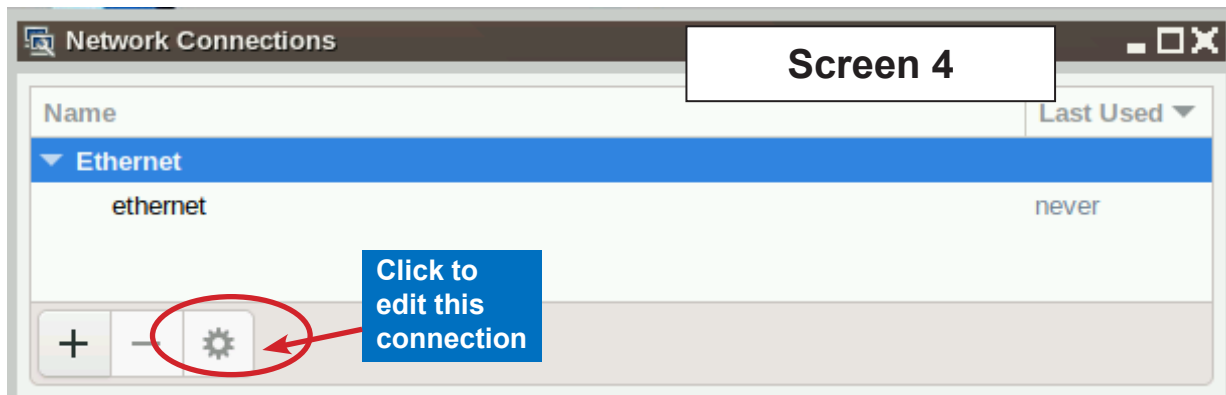 Network Connections
Screen 4
Name
Last Used
Ethernet
ethernet
never
Click to
edit this
connection